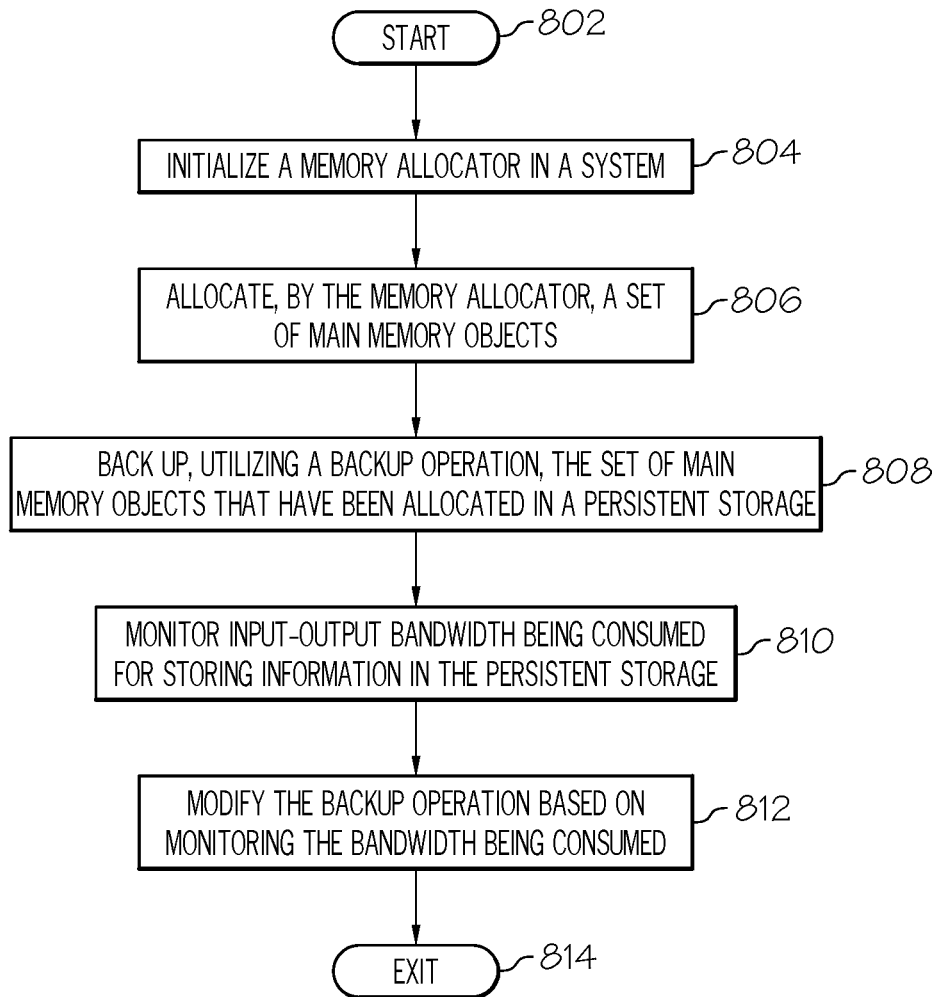 START
802
INITIALIZE A MEMORY ALLOCATOR IN A SYSTEM
804
ALLOCATE, BY THE MEMORY ALLOCATOR, A SET
OF MAIN MEMORY OBJECTS
806
BACK UP, UTILIZING A BACKUP OPERATION, THE SET OF MAIN
MEMORY OBJECTS THAT HAVE BEEN ALLOCATED IN A PERSISTENT STORAGE
808
MONITOR INPUT-OUTPUT BANDWIDTH BEING CONSUMED
FOR STORING INFORMATION IN THE PERSISTENT STORAGE
810
MODIFY THE BACKUP OPERATION BASED ON
MONITORING THE BANDWIDTH BEING CONSUMED
812
EXIT
814